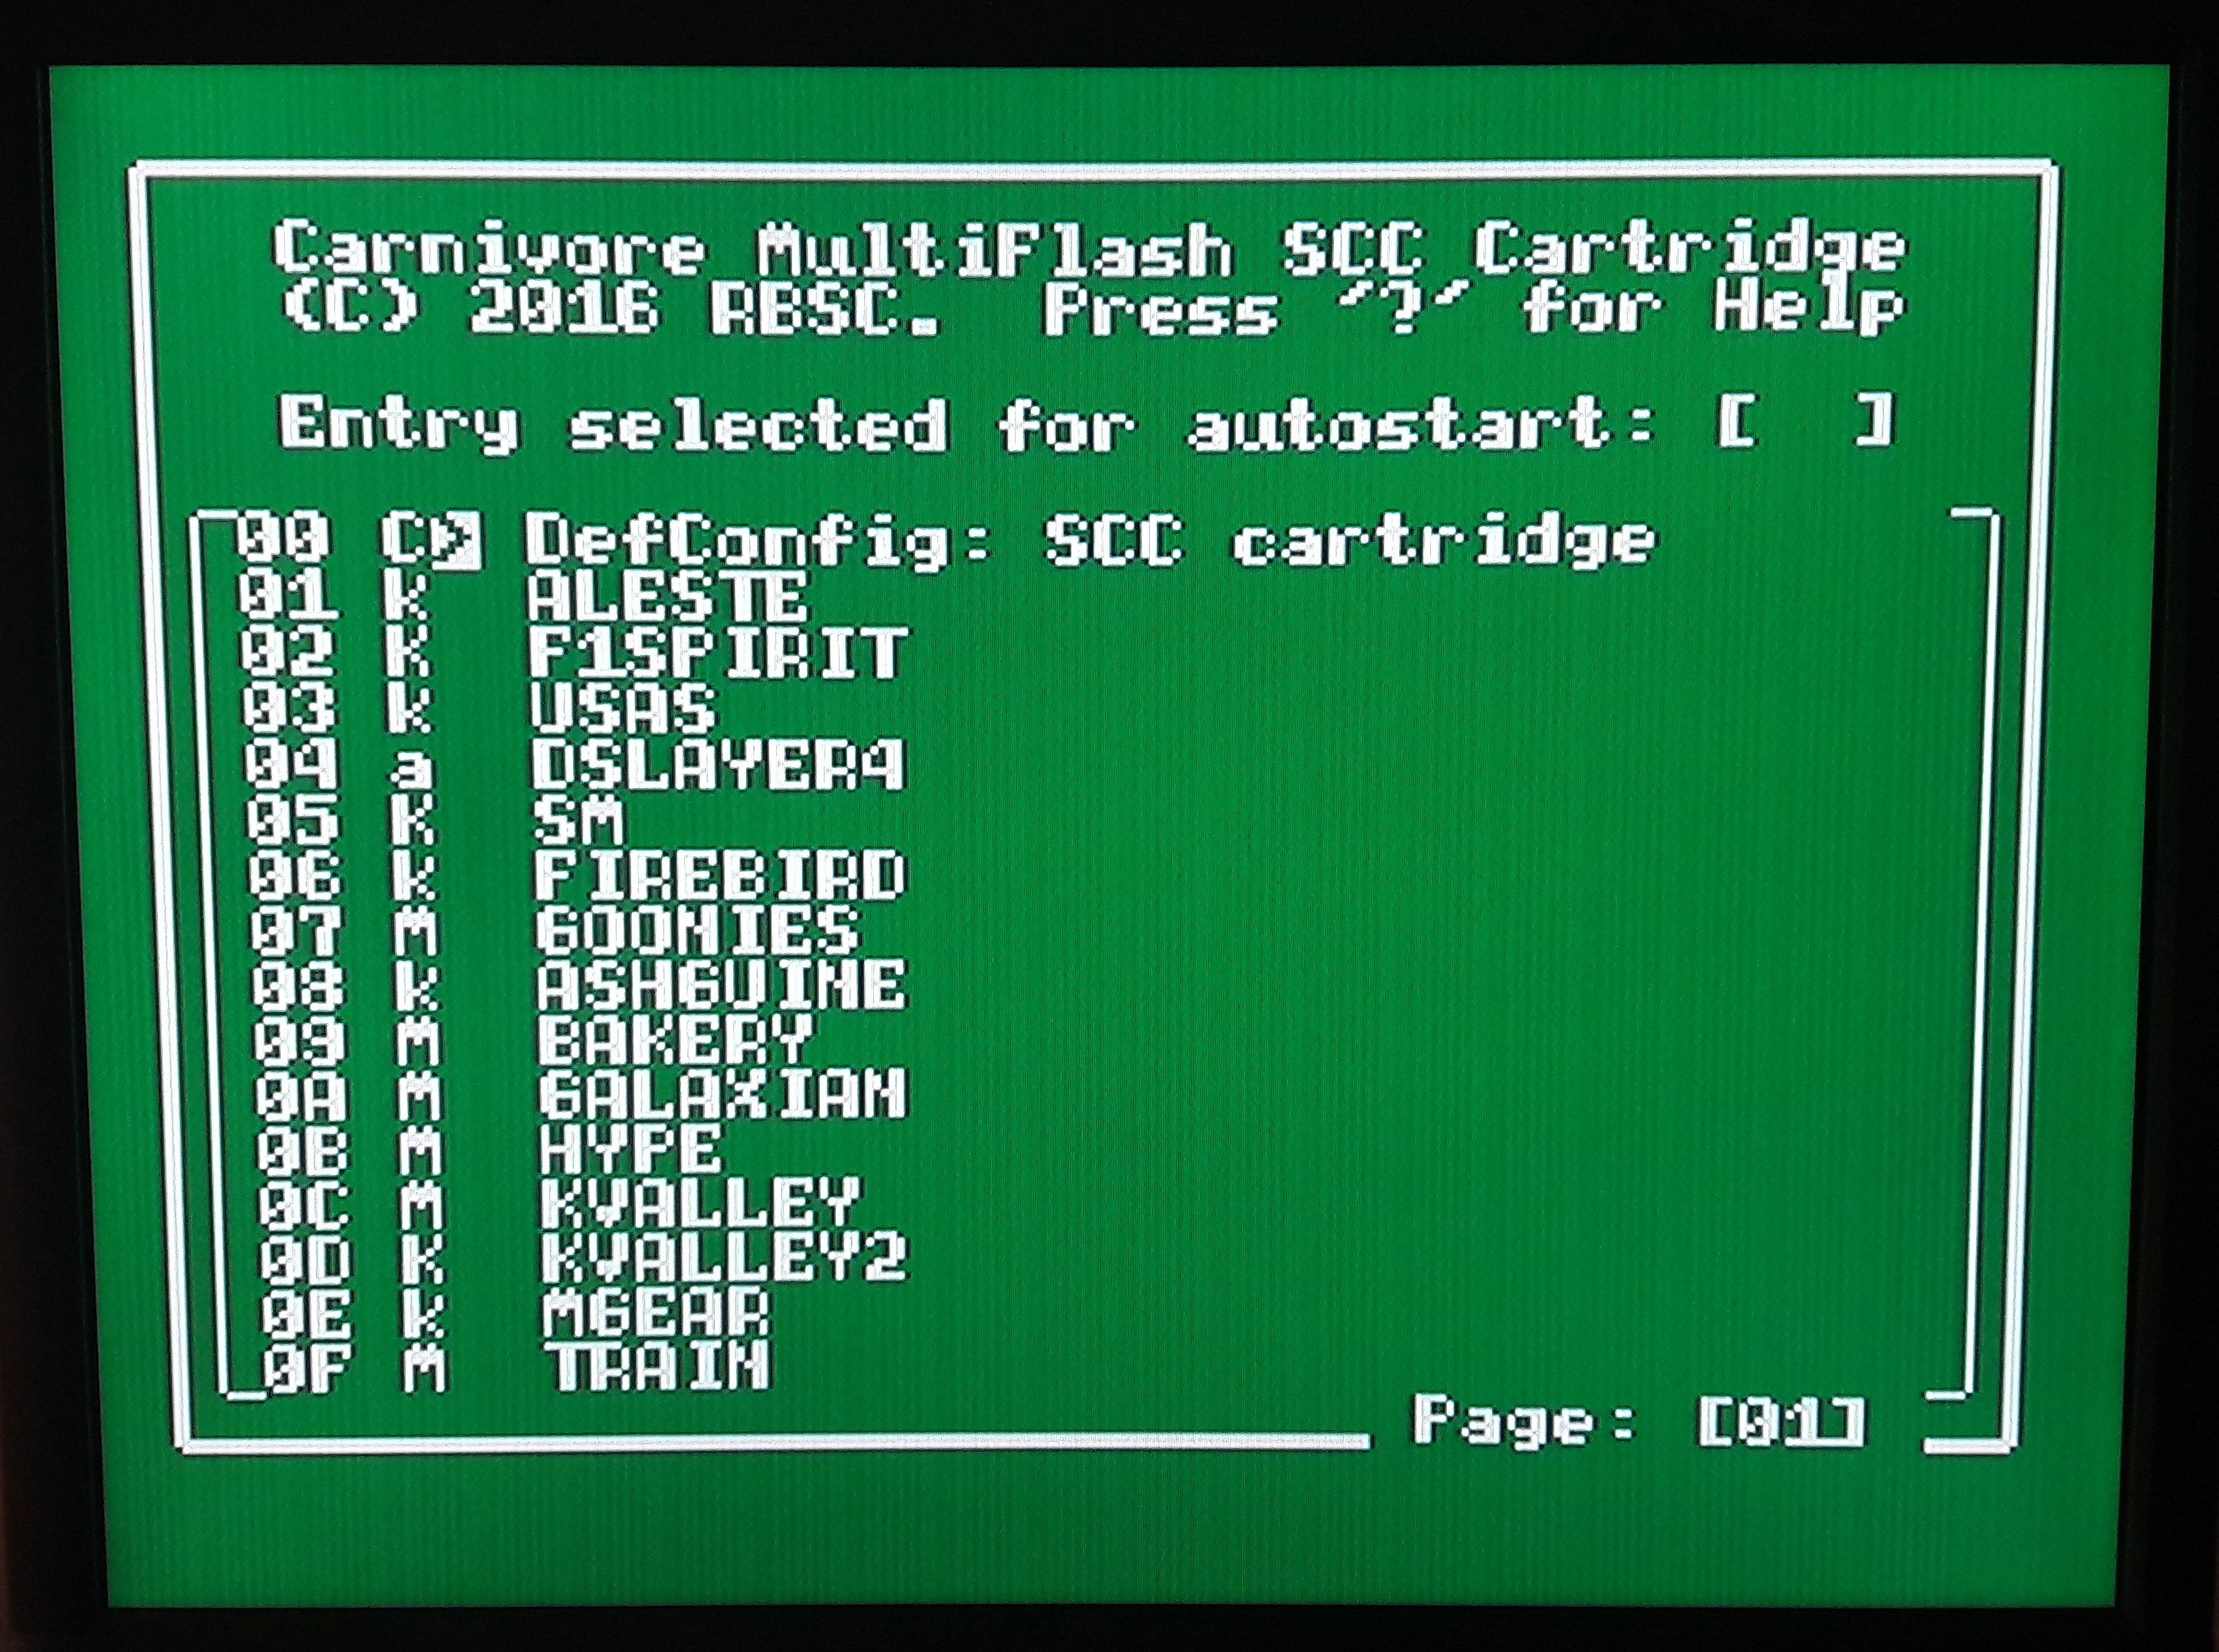 Carnivore MultiFlash SCC Cartridge
(C) 2016 RBSC.  Press '?' for Help
Entry selected for autostart: [  ]
00 C> DefConfig: SCC cartridge
01 k  ALESTE
02 K  F1SPIRIT
03 k  USAS
04 a  DSLAYER4
05 K  SM
06 k  FIREBIRD
07 M  GOONIES
08 k  ASHGUINE
09 M  BAKERY
0A M  GALAXIAN
0B M  HYPE
0C M  KVALLEY
0D K  KVALLEY2
0E k  MGEAR
0F M  TRAIN
Page: [01]